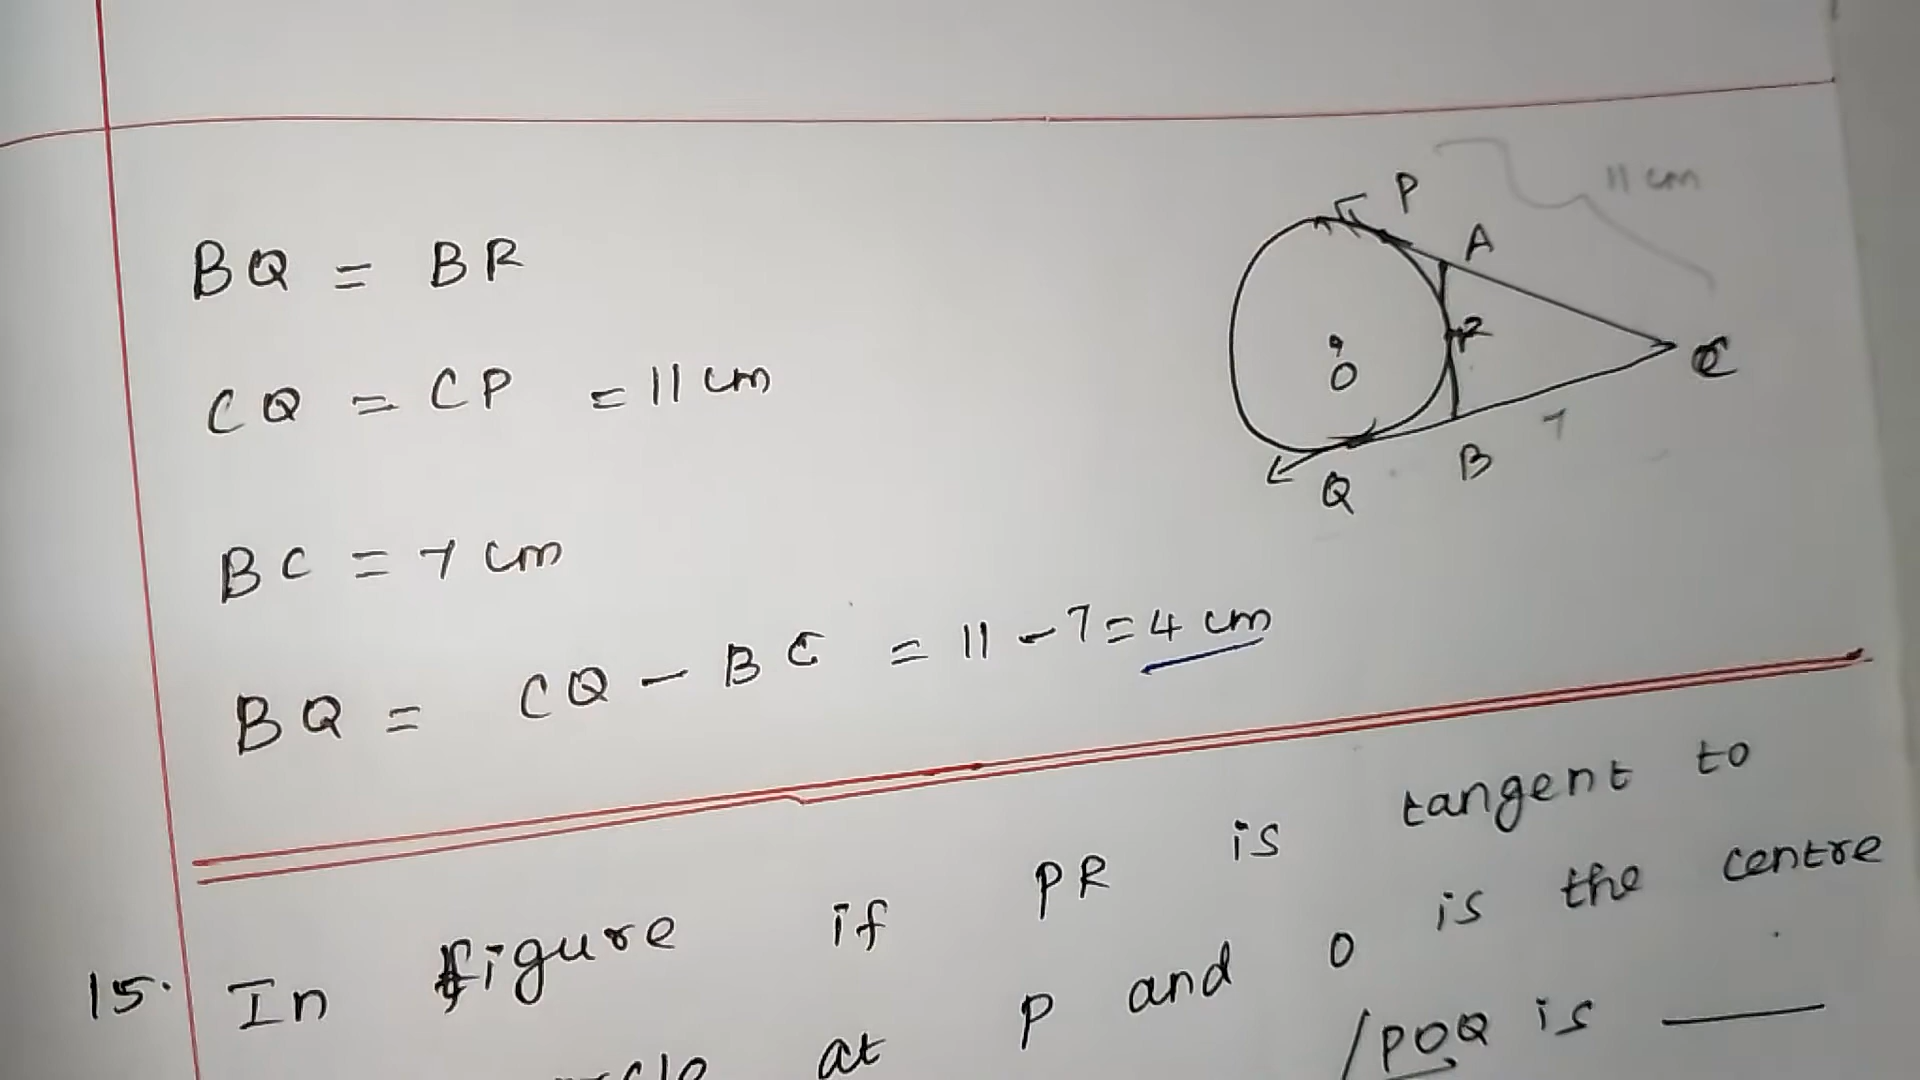 BQ = BR
CQ = CP = 11 cm
BC = 7 cm
BQ = CQ - BC = 11 - 7 = 4 cm
P
11 cm
A
R
O
C
7
B
Q
15. In figure if PR is tangent to
at P and O is the centre
∠POQ is ____